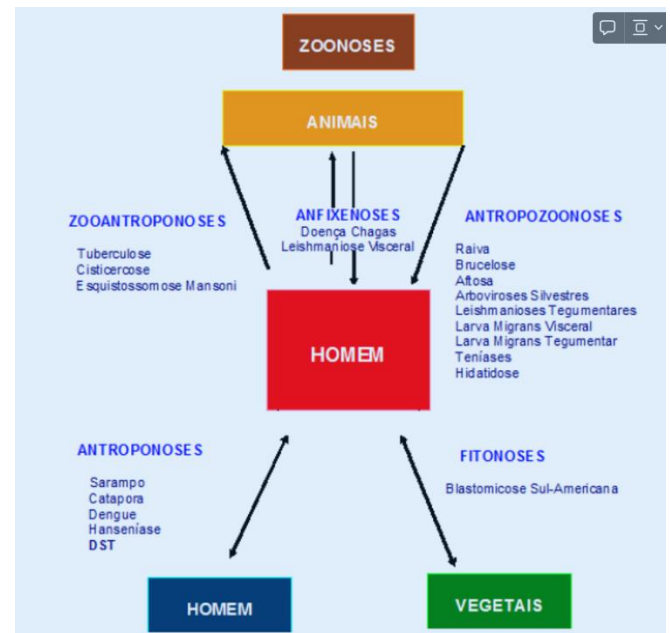 ZOONOSES
ANIMAIS
ZOOANTROPONOSES
Tuberculose
Cisticercose
Esquistossomose Mansoni
ANFIXENOSES
Doença Chagas
Leishmaniose Visceral
ANTROPOZOONOSES
Raiva
Brucelose
Aftosa
Arboviroses Silvestres
Leishmanioses Tegumentares
Larva Migrans Visceral
Larva Migrans Tegumentar
Teníases
Hidatidose
HOMEM
ANTROPONOSES
Sarampo
Catapora
Dengue
Hanseníase
DST
FITONOSES
Blastomicose Sul-Americana
HOMEM
VEGETAIS